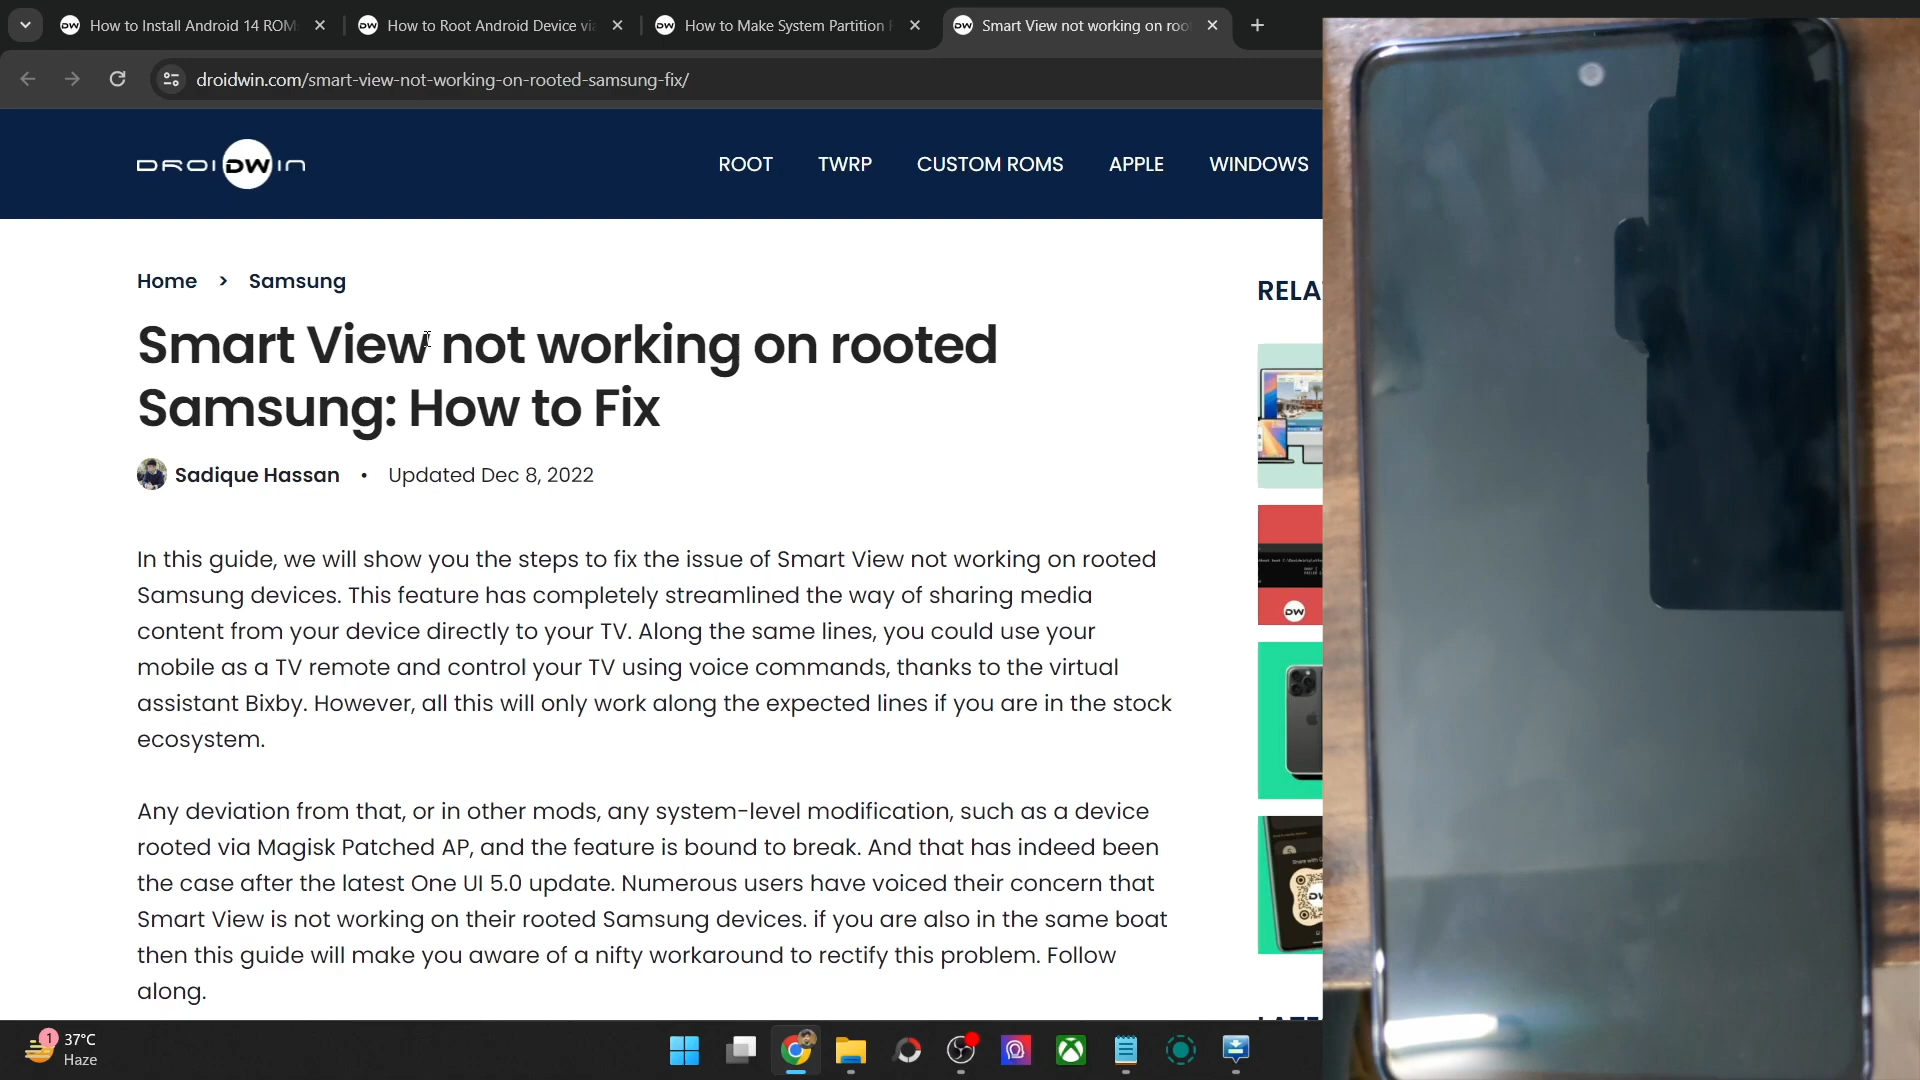 How to Install Android 14 ROM
How to Root Android Device vi
How to Make System Partition
Smart View not working on roo
droidwin.com/smart-view-not-working-on-rooted-samsung-fix/
DROIDWIN
ROOT TWRP CUSTOM ROMS APPLE WINDOWS
Home > Samsung
RELA
Smart View not working on rooted
Samsung: How to Fix
Sadique Hassan • Updated Dec 8, 2022
In this guide, we will show you the steps to fix the issue of Smart View not working on rooted
Samsung devices. This feature has completely streamlined the way of sharing media
content from your device directly to your TV. Along the same lines, you could use your
mobile as a TV remote and control your TV using voice commands, thanks to the virtual
assistant Bixby. However, all this will only work along the expected lines if you are in the stock
ecosystem.
Any deviation from that, or in other mods, any system-level modification, such as a device
rooted via Magisk Patched AP, and the feature is bound to break. And that has indeed been
the case after the latest One UI 5.0 update. Numerous users have voiced their concern that
Smart View is not working on their rooted Samsung devices. if you are also in the same boat
then this guide will make you aware of a nifty workaround to rectify this problem. Follow
along.
DW
1
37°C
Haze